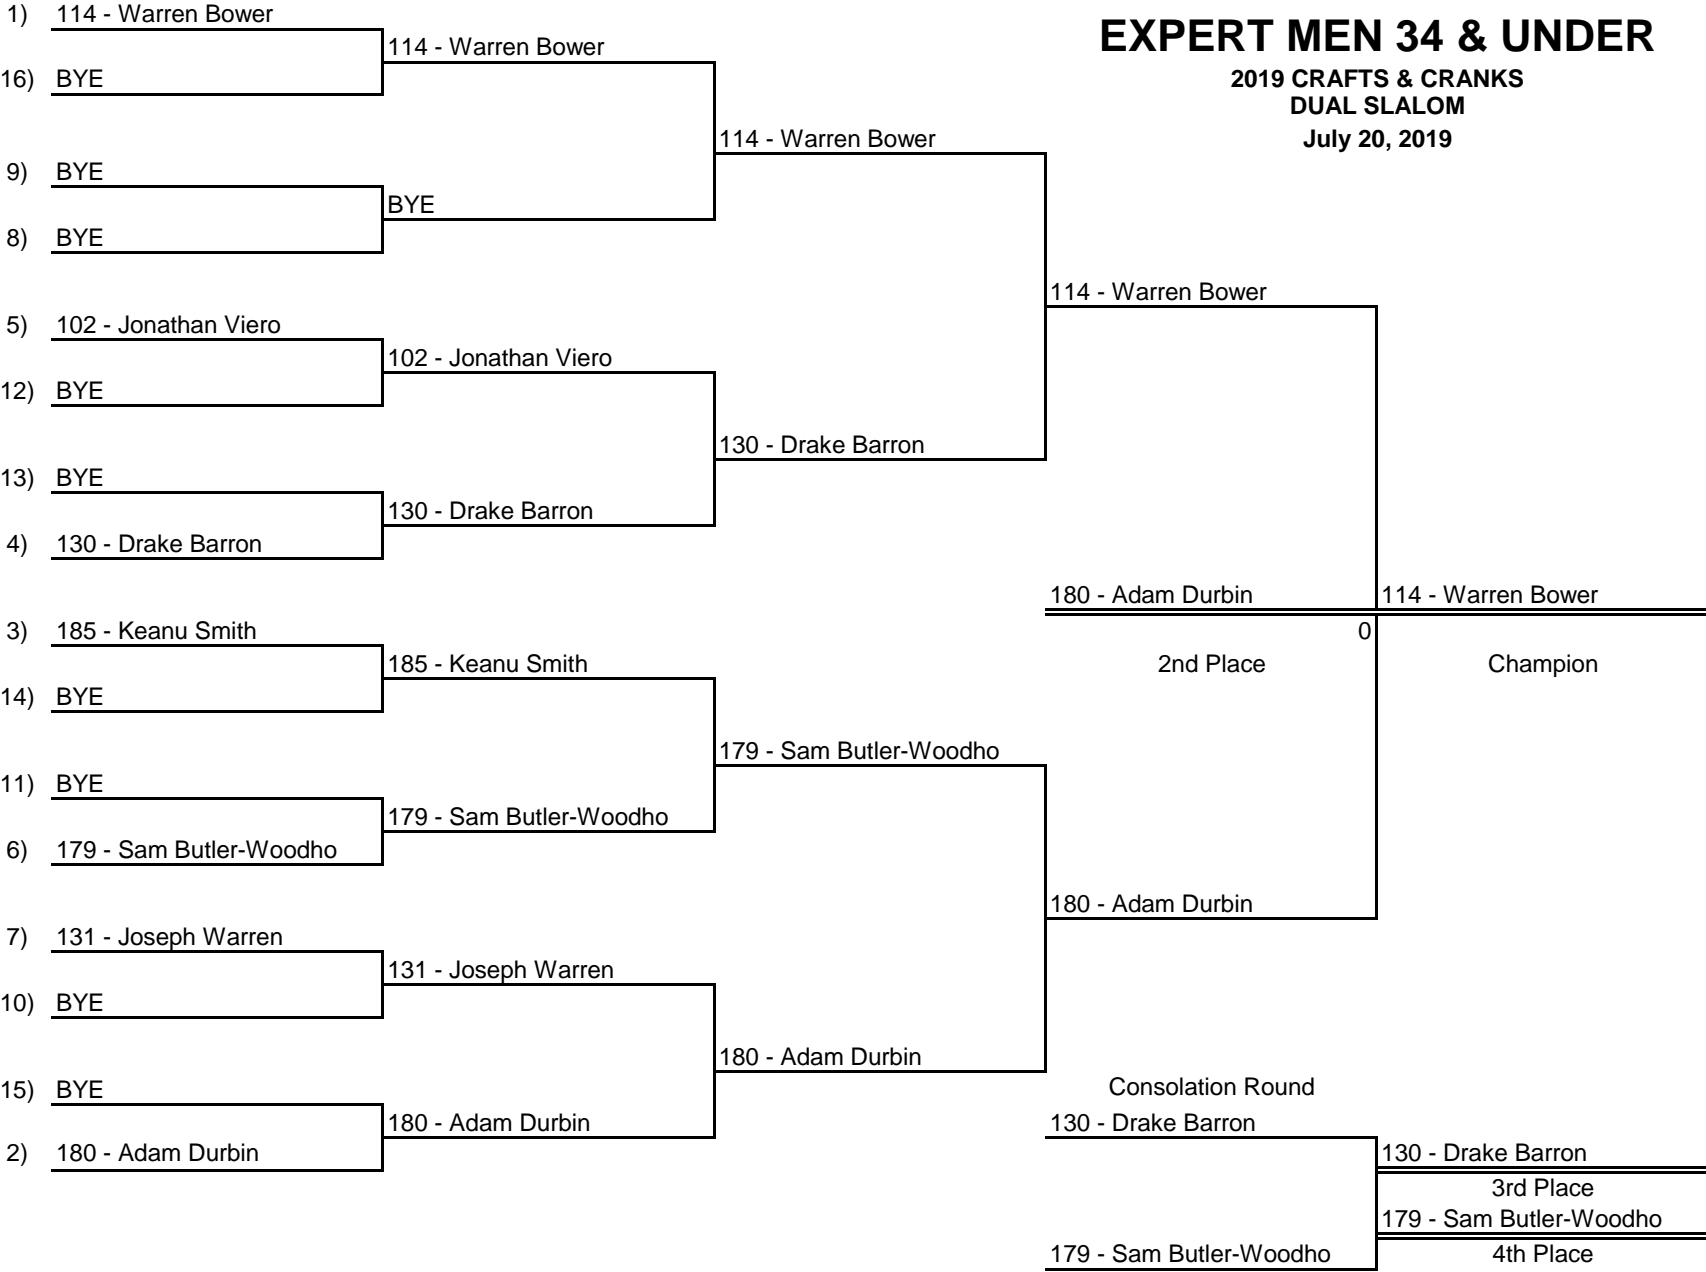 EXPERT MEN 34 & UNDER
2019 CRAFTS & CRANKS
DUAL SLALOM
July 20, 2019
1) 114 - Warren Bower
16) BYE
9) BYE
8) BYE
5) 102 - Jonathan Viero
12) BYE
13) BYE
4) 130 - Drake Barron
3) 185 - Keanu Smith
14) BYE
11) BYE
6) 179 - Sam Butler-Woodho
7) 131 - Joseph Warren
10) BYE
15) BYE
2) 180 - Adam Durbin
114 - Warren Bower
BYE
102 - Jonathan Viero
130 - Drake Barron
185 - Keanu Smith
179 - Sam Butler-Woodho
131 - Joseph Warren
180 - Adam Durbin
114 - Warren Bower
130 - Drake Barron
179 - Sam Butler-Woodho
180 - Adam Durbin
114 - Warren Bower
180 - Adam Durbin
0
2nd Place
180 - Adam Durbin
114 - Warren Bower
Champion
Consolation Round
130 - Drake Barron
179 - Sam Butler-Woodho
130 - Drake Barron
3rd Place
179 - Sam Butler-Woodho
4th Place